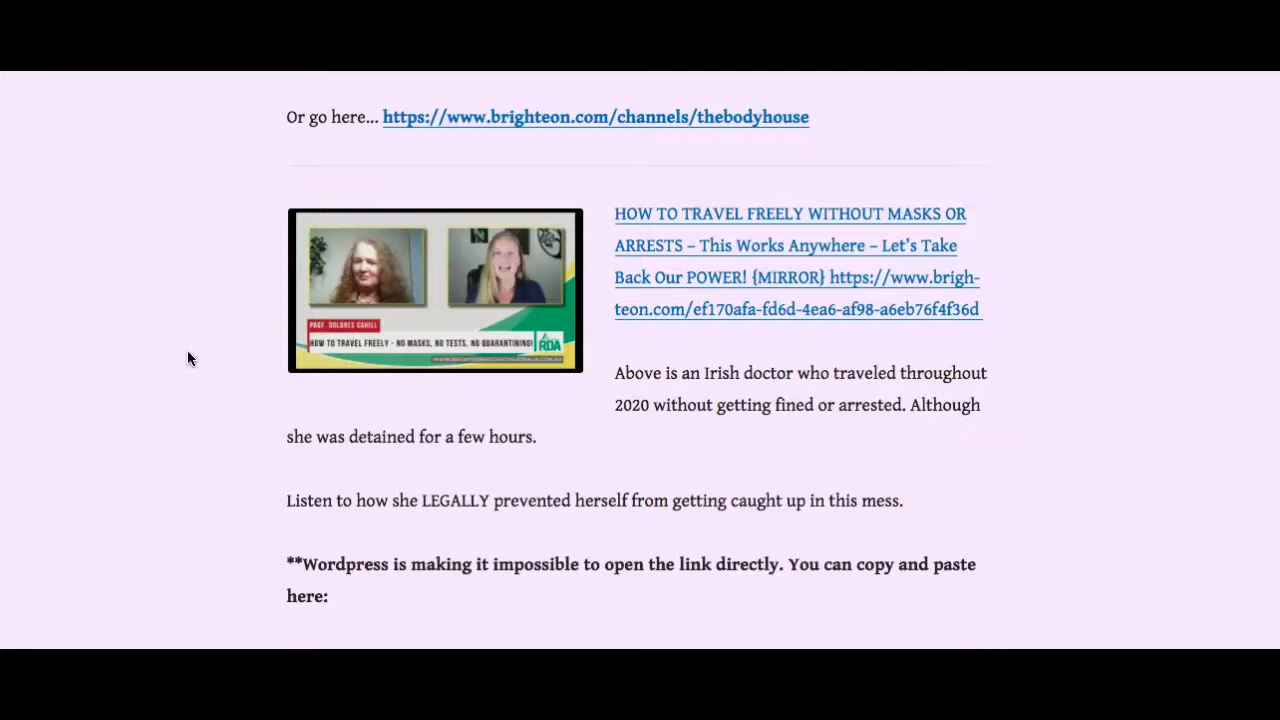 Or go here... https://www.brighteon.com/channels/thebodyhouse
HOW TO TRAVEL FREELY WITHOUT MASKS OR
ARRESTS – This Works Anywhere – Let's Take
Back Our POWER! {MIRROR} https://www.brigh-
teon.com/ef170afa-fd6d-4ea6-af98-a6eb76f4f36d
PROF. DOLORES CAHILL
HOW TO TRAVEL FREELY - NO MASKS, NO TESTS, NO QUARANTINING!
RDA
Above is an Irish doctor who traveled throughout
2020 without getting fined or arrested. Although
she was detained for a few hours.
Listen to how she LEGALLY prevented herself from getting caught up in this mess.
**Wordpress is making it impossible to open the link directly. You can copy and paste
here: